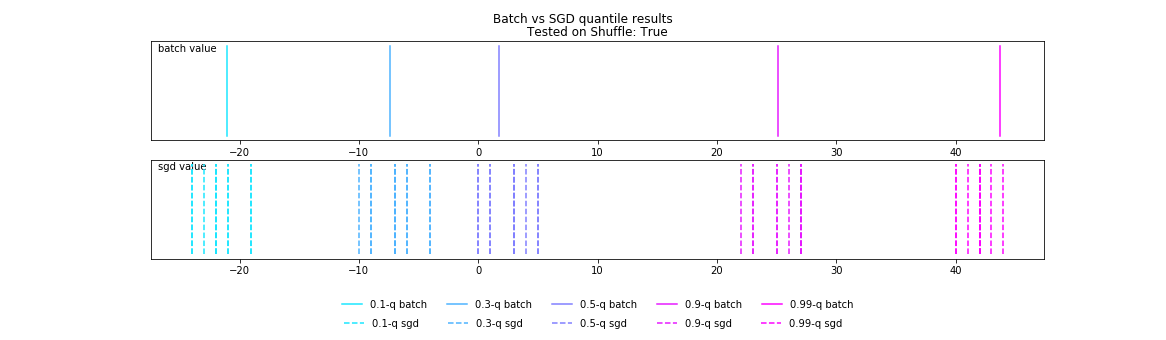 Batch vs SGD quantile results
Tested on Shuffle: True
batch value
−20 −10 0 10 20 30 40
sgd value
−20 −10 0 10 20 30 40
0.1-q batch 0.3-q batch 0.5-q batch 0.9-q batch 0.99-q batch
0.1-q sgd 0.3-q sgd 0.5-q sgd 0.9-q sgd 0.99-q sgd